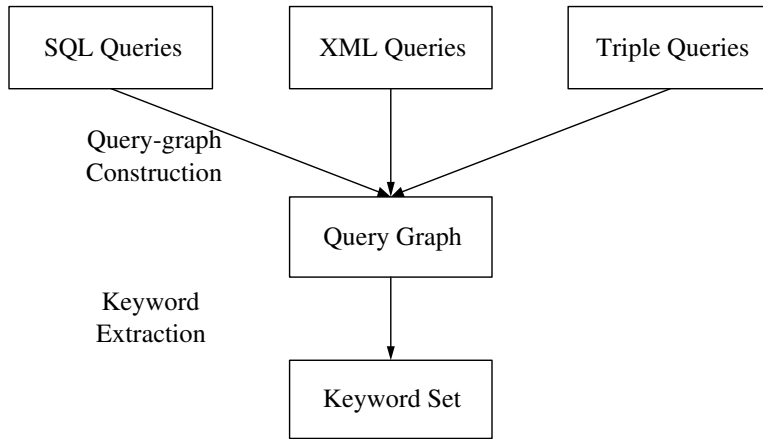 SQL Queries
XML Queries
Triple Queries
Query-graph
Construction
Query Graph
Keyword
Extraction
Keyword Set